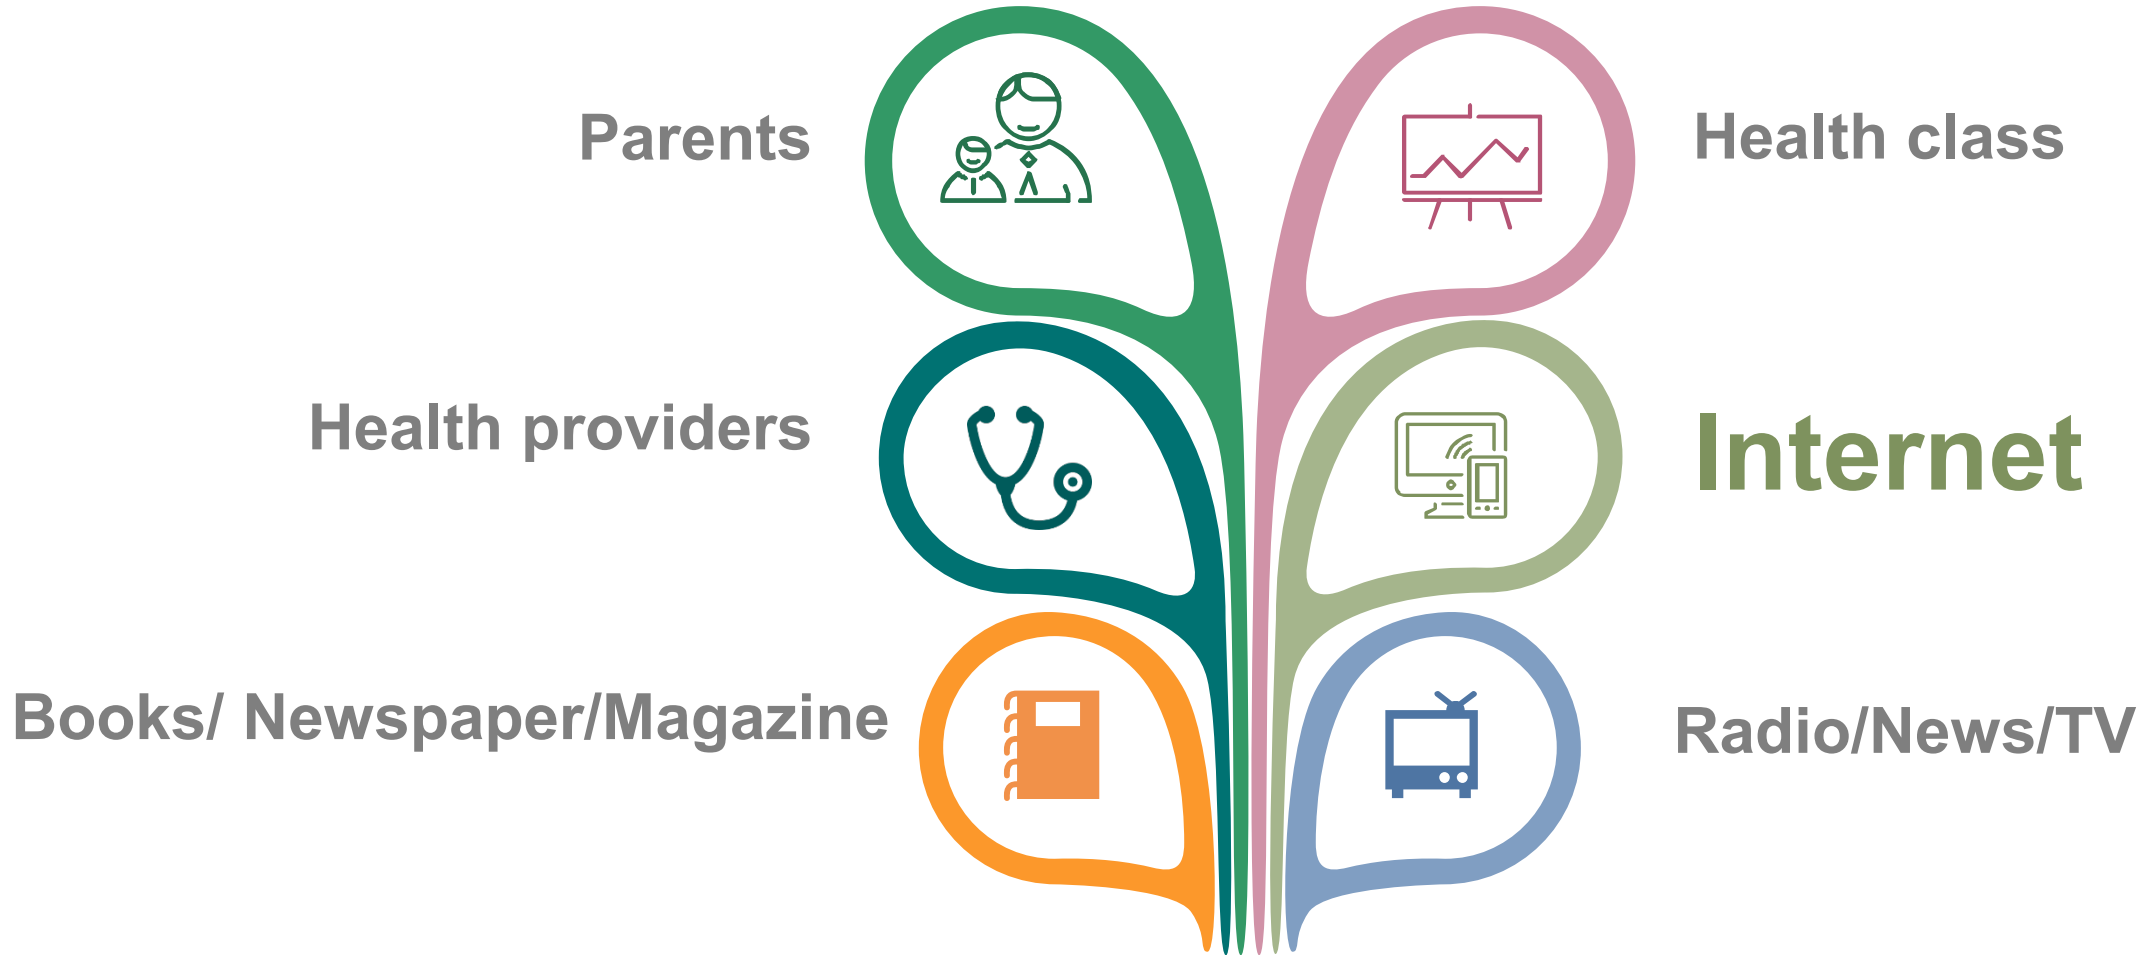 Parents
Health class
Health providers
Internet
Books/ Newspaper/Magazine
Radio/News/TV